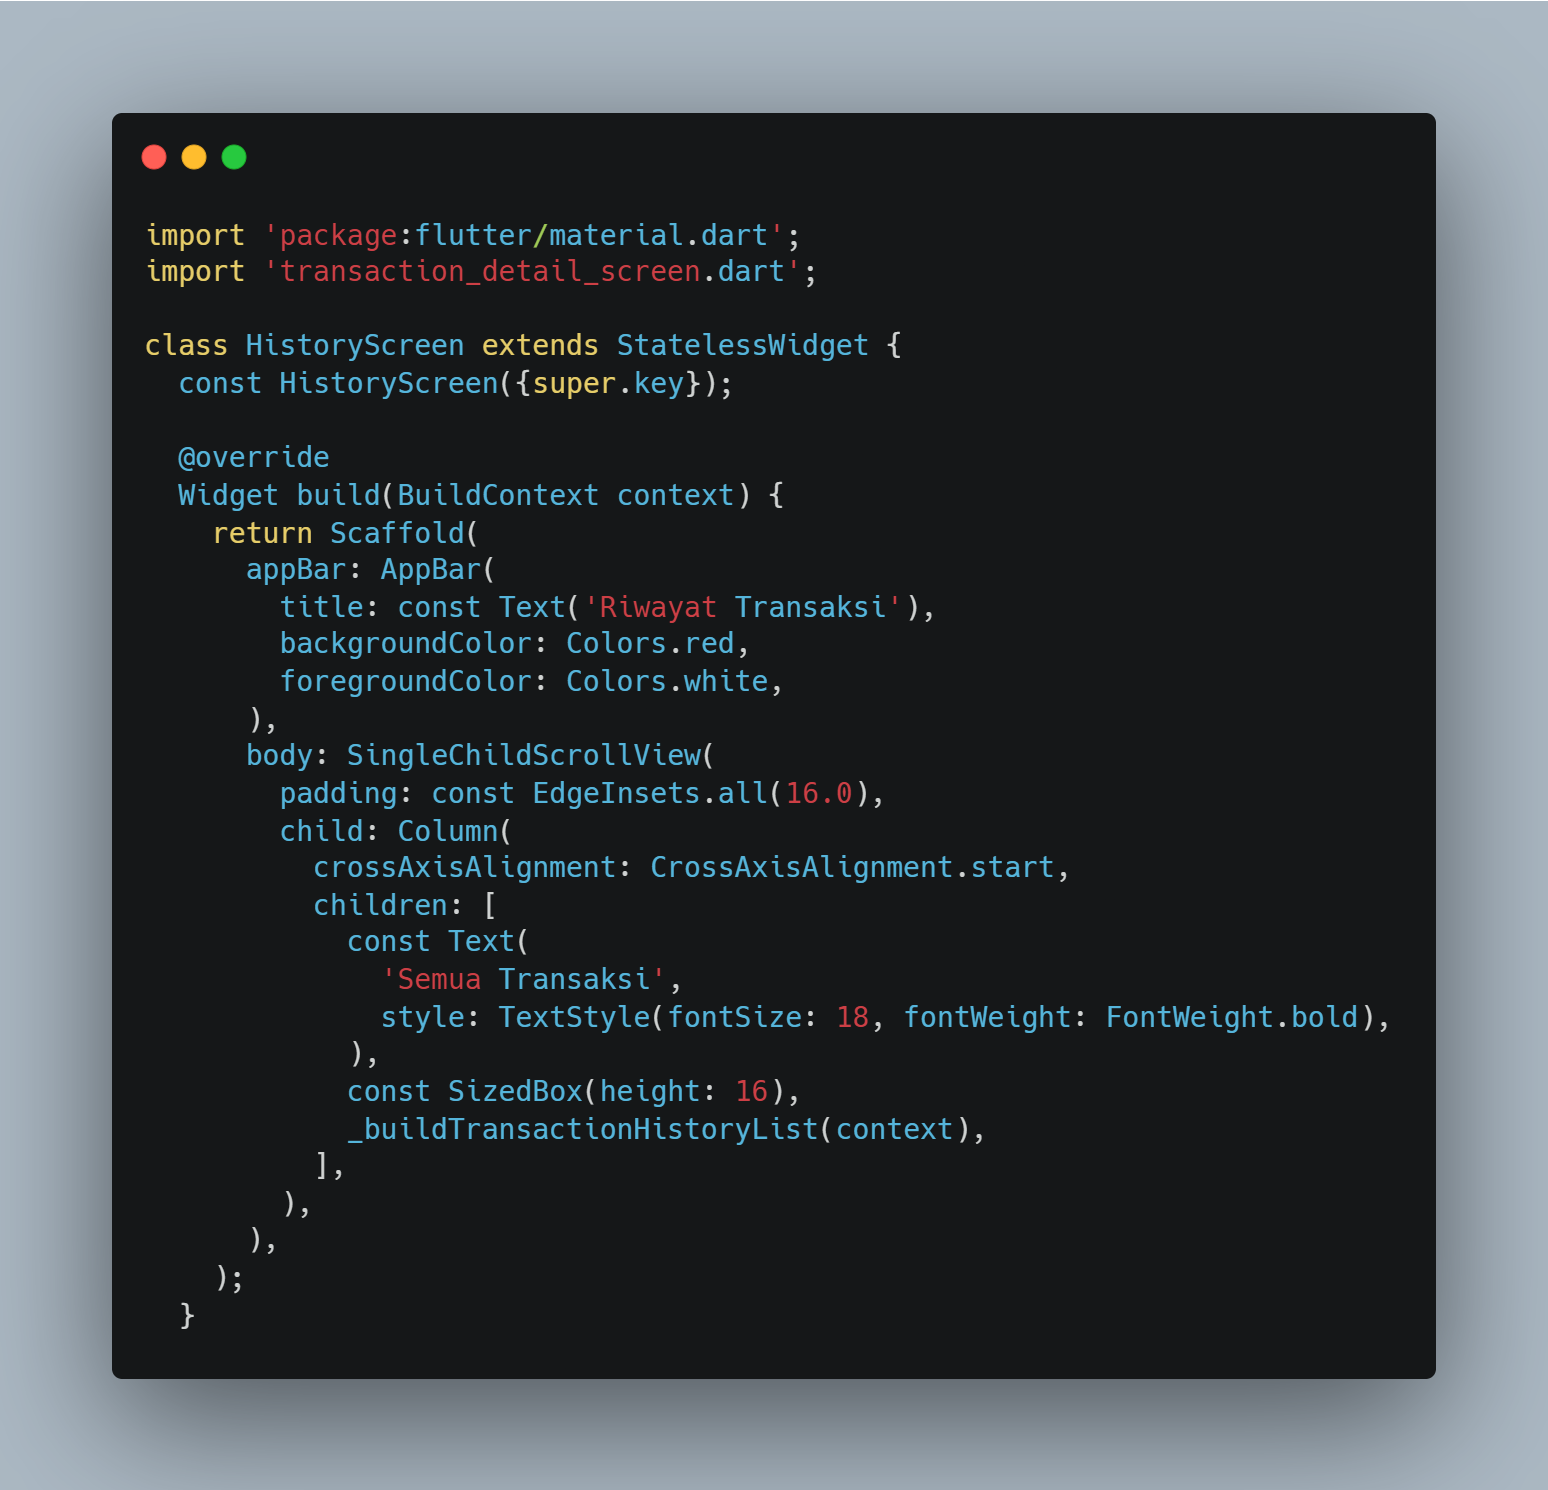 import 'package:flutter/material.dart';
import 'transaction_detail_screen.dart';

class HistoryScreen extends StatelessWidget {
  const HistoryScreen({super.key});

  @override
  Widget build(BuildContext context) {
    return Scaffold(
      appBar: AppBar(
        title: const Text('Riwayat Transaksi'),
        backgroundColor: Colors.red,
        foregroundColor: Colors.white,
      ),
      body: SingleChildScrollView(
        padding: const EdgeInsets.all(16.0),
        child: Column(
          crossAxisAlignment: CrossAxisAlignment.start,
          children: [
            const Text(
              'Semua Transaksi',
              style: TextStyle(fontSize: 18, fontWeight: FontWeight.bold),
            ),
            const SizedBox(height: 16),
            _buildTransactionHistoryList(context),
          ],
        ),
      ),
    );
  }